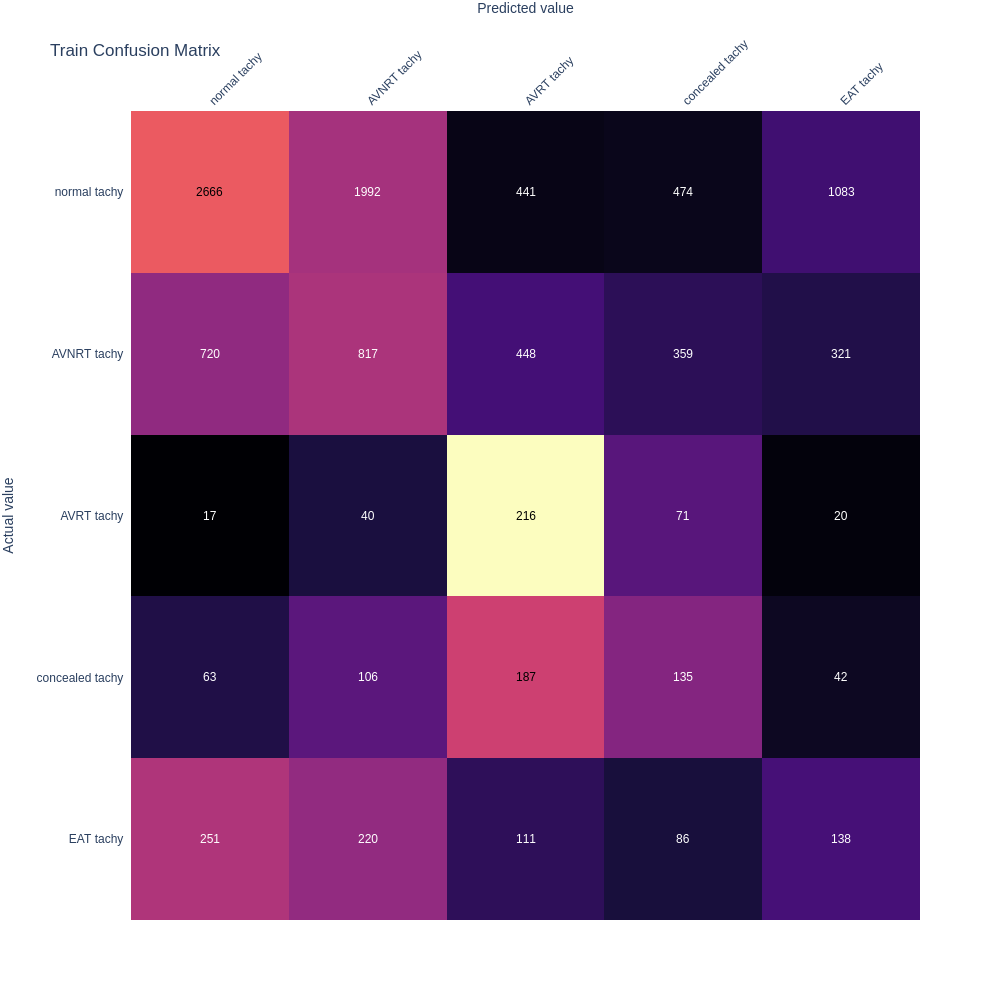 Predicted value
Train Confusion Matrix
normal tachy AVNRT tachy AVRT tachy concealed tachy EAT tachy
normal tachy 2666 1992 441 474 1083
AVNRT tachy 720 817 448 359 321
Actual value
AVRT tachy 17 40 216 71 20
concealed tachy 63 106 187 135 42
EAT tachy 251 220 111 86 138